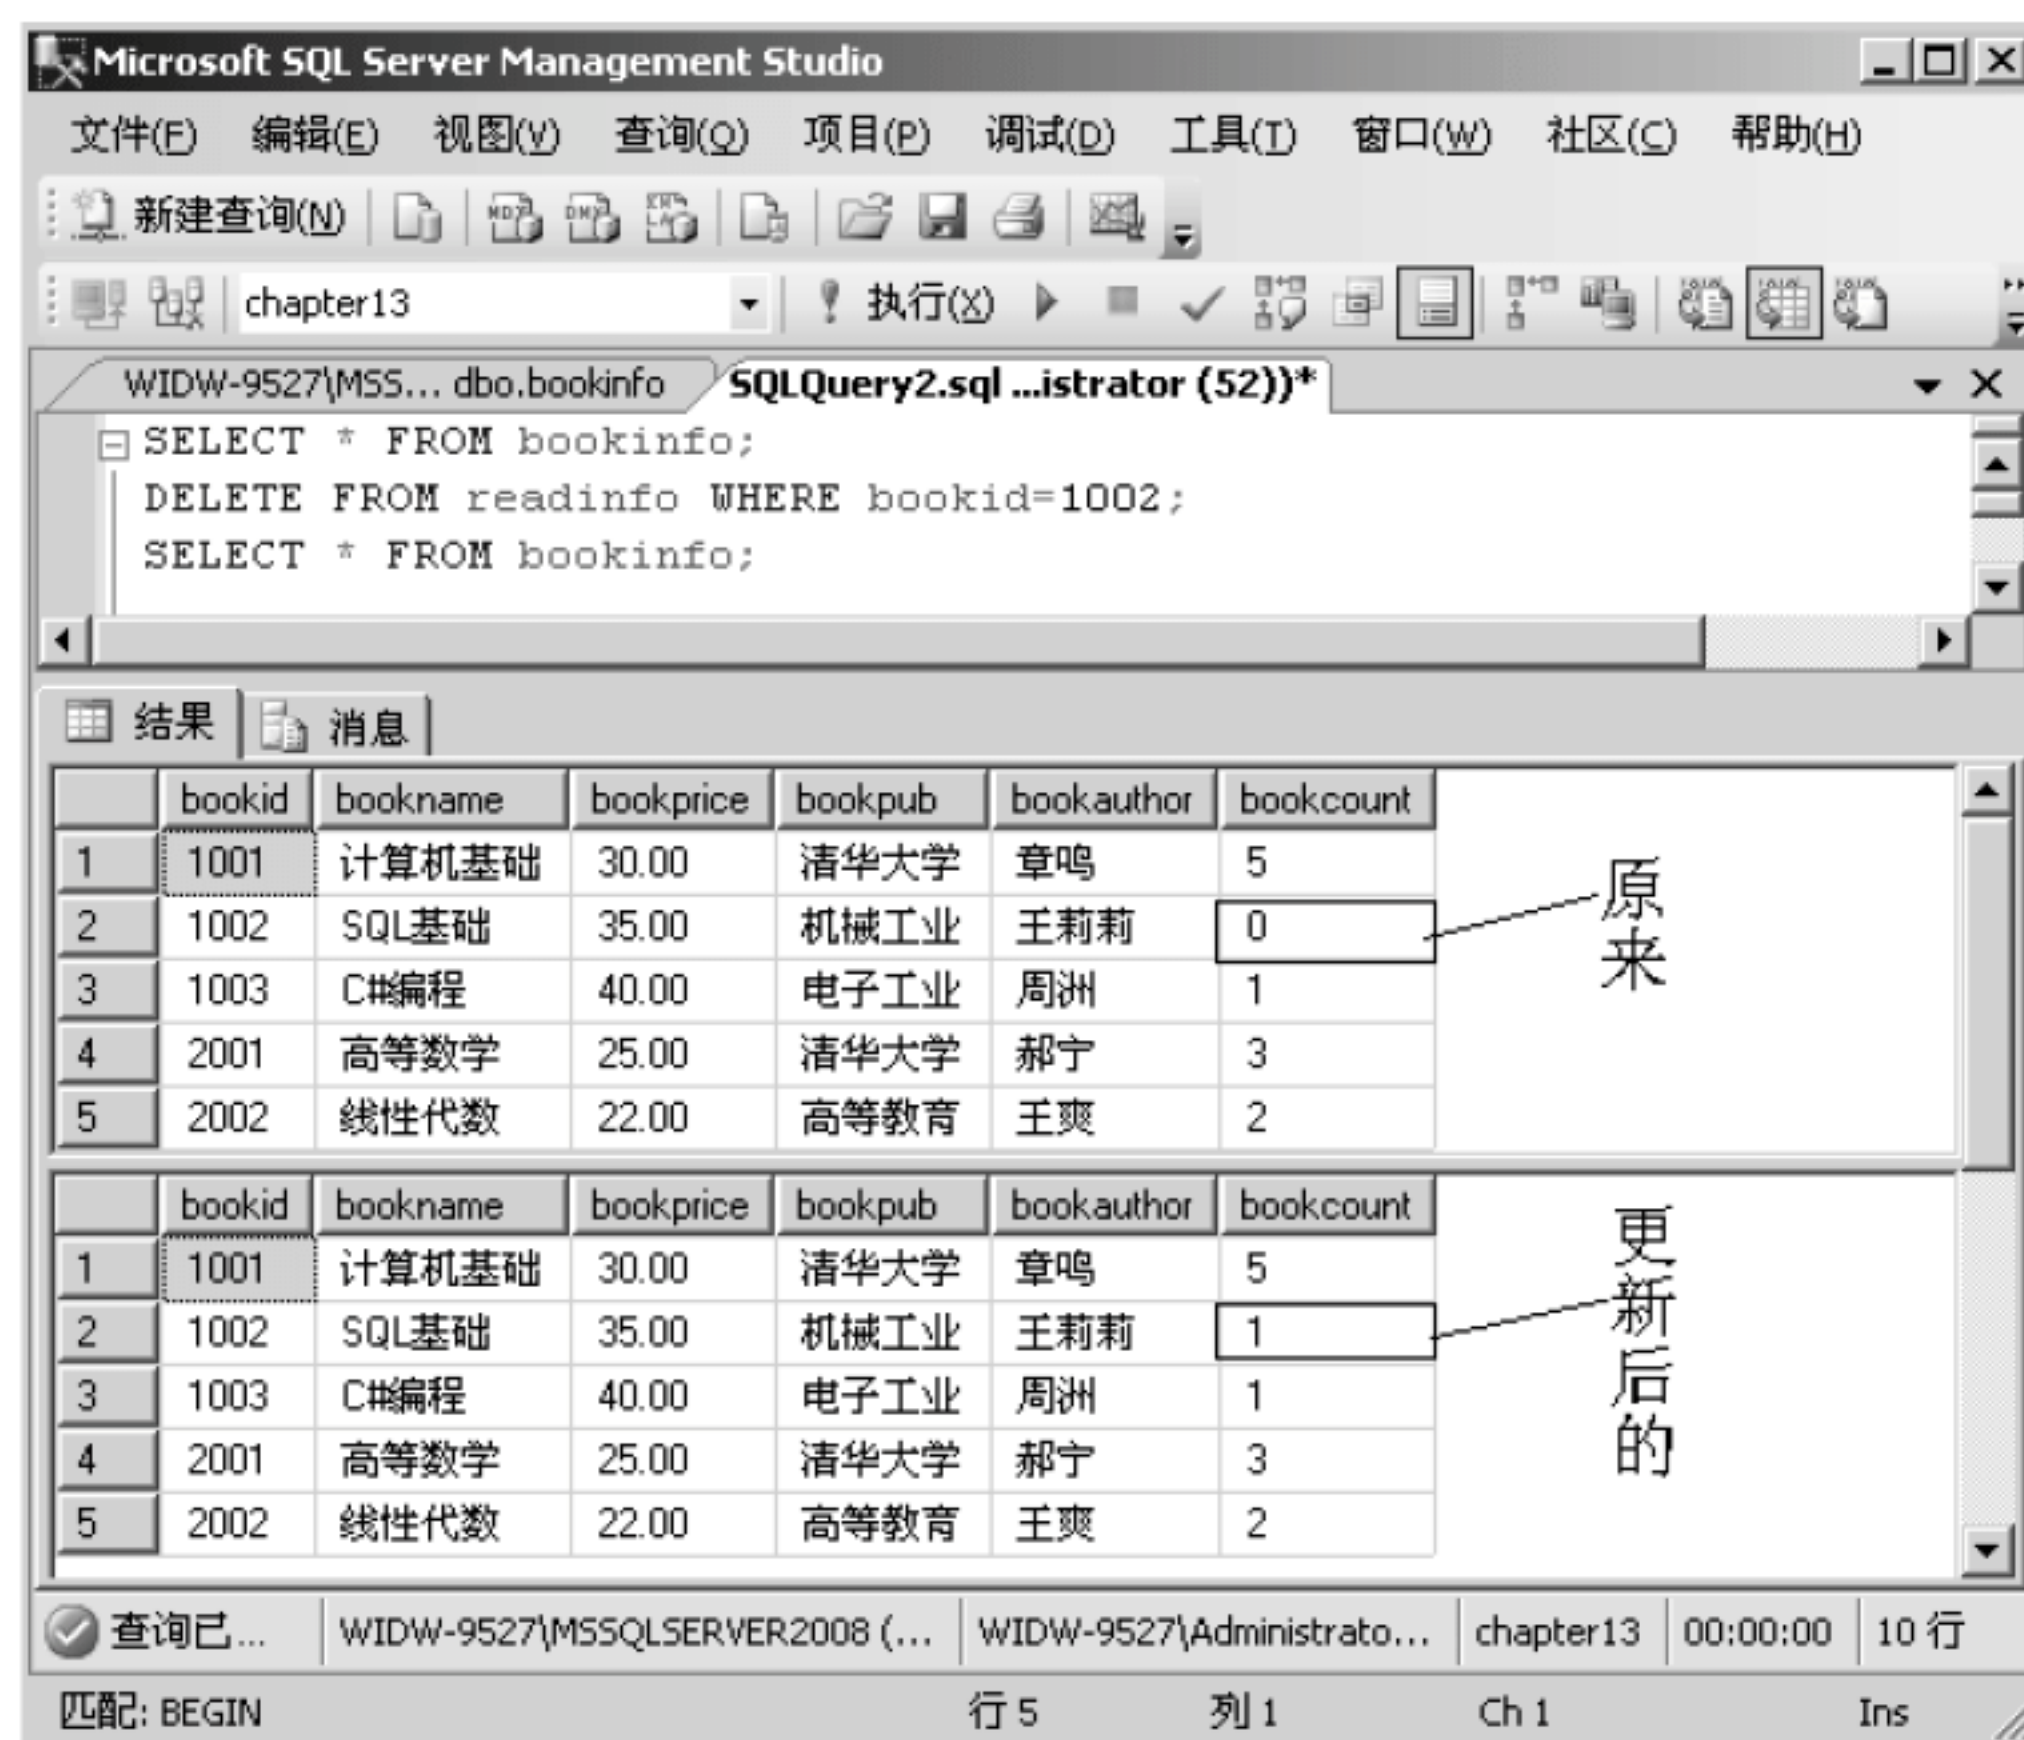 Microsoft SQL Server Management Studio
文件(F) 编辑(E) 视图(V) 查询(Q) 项目(P) 调试(D) 工具(T) 窗口(W) 社区(C) 帮助(H)
新建查询(N)
chapter13 执行(X)
WIDW-9527\MSS... dbo.bookinfo SQLQuery2.sql ...istrator (52))*
SELECT * FROM bookinfo;
DELETE FROM readinfo WHERE bookid=1002;
SELECT * FROM bookinfo;
结果 消息
bookid bookname bookprice bookpub bookauthor bookcount
1 1001 计算机基础 30.00 清华大学 章鸣 5
2 1002 SQL基础 35.00 机械工业 王莉莉 0
3 1003 C#编程 40.00 电子工业 周洲 1
4 2001 高等数学 25.00 清华大学 郝宁 3
5 2002 线性代数 22.00 高等教育 王爽 2
原来
bookid bookname bookprice bookpub bookauthor bookcount
1 1001 计算机基础 30.00 清华大学 章鸣 5
2 1002 SQL基础 35.00 机械工业 王莉莉 1
3 1003 C#编程 40.00 电子工业 周洲 1
4 2001 高等数学 25.00 清华大学 郝宁 3
5 2002 线性代数 22.00 高等教育 王爽 2
更新后的
查询已... WIDW-9527\MSSQLSERVER2008 (... WIDW-9527\Administrato... chapter13 00:00:00 10 行
匹配: BEGIN 行 5 列 1 Ch 1 Ins